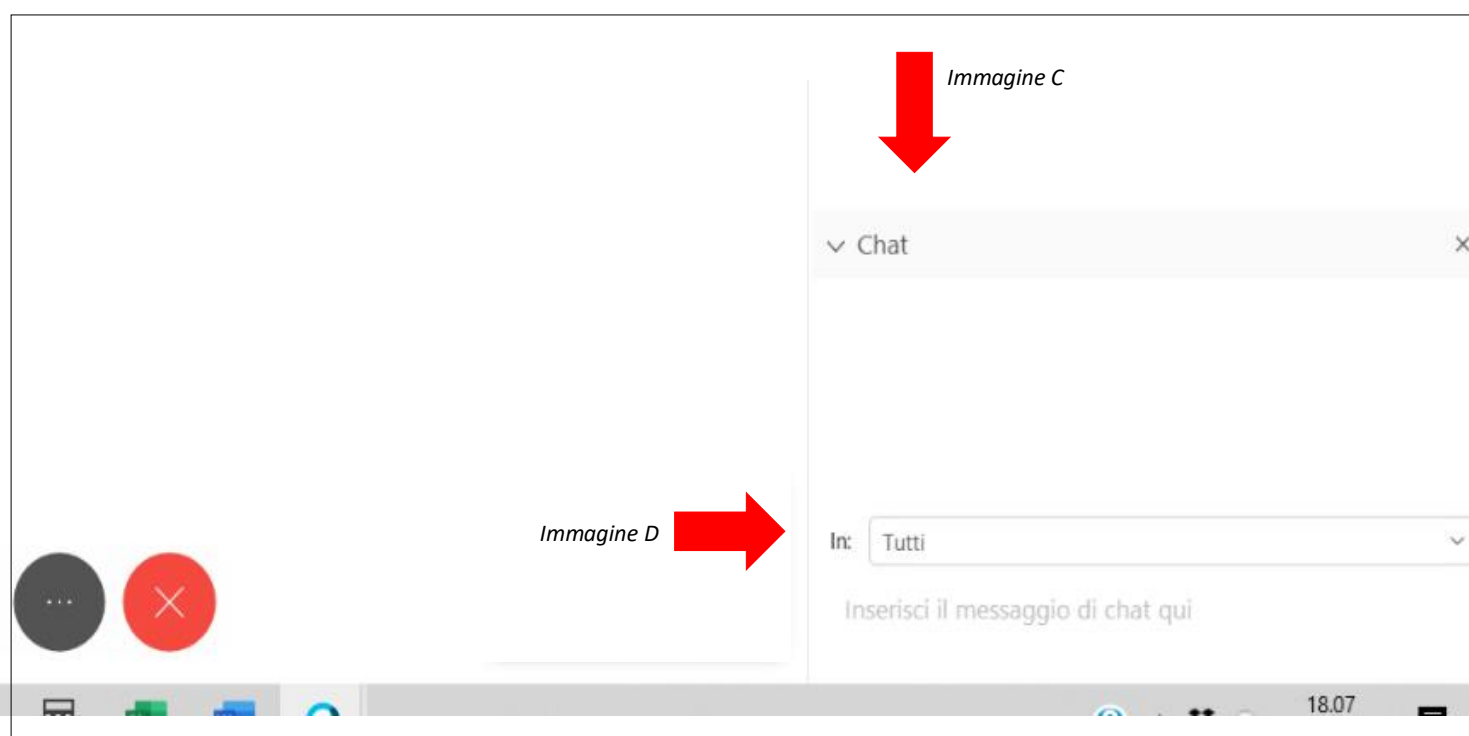 Immagine C
Chat
Immagine D
In: Tutti
Inserisci il messaggio di chat qui
18.07